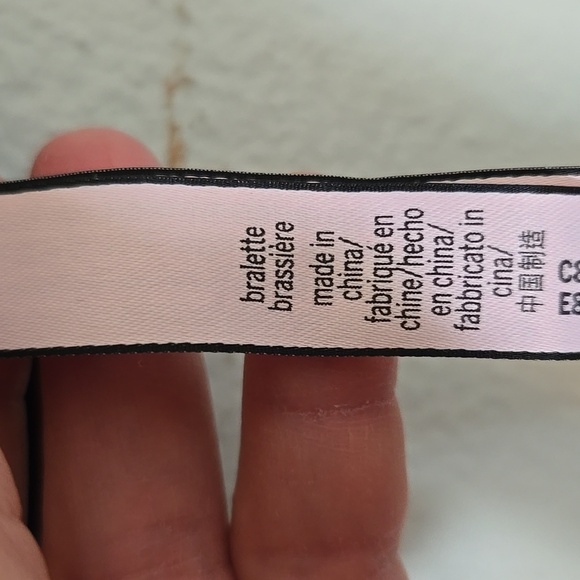 bralette
brassière
made in
china/
fabriqué en
chine/hecho
en china/
fabbricato in
cina/
中国制造